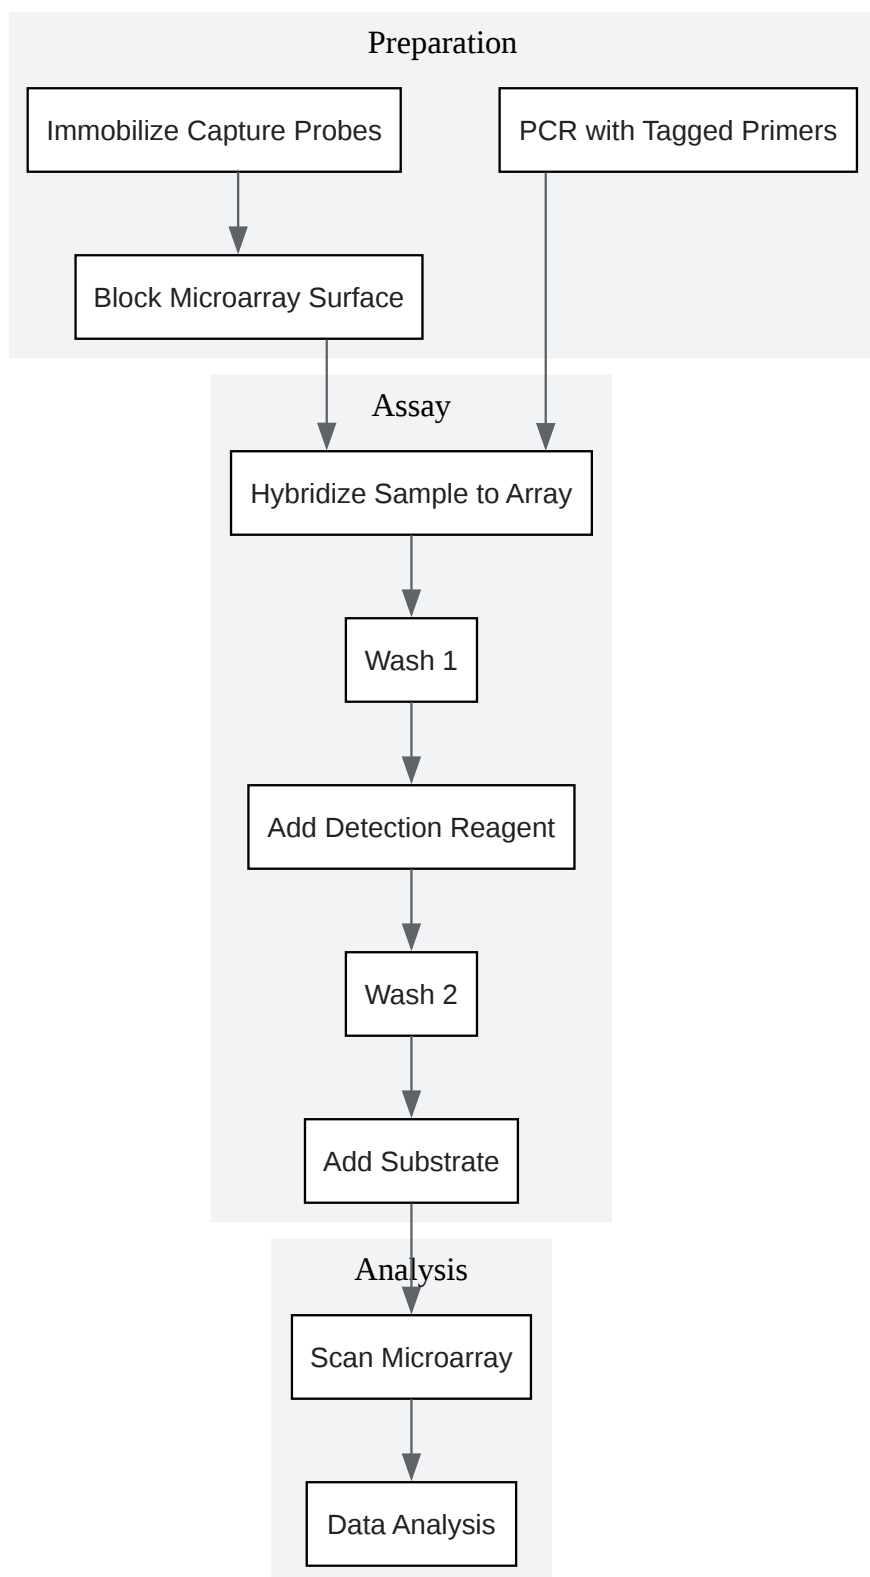 Preparation
Immobilize Capture Probes
PCR with Tagged Primers
Block Microarray Surface
Assay
Hybridize Sample to Array
Wash 1
Add Detection Reagent
Wash 2
Add Substrate
Analysis
Scan Microarray
Data Analysis